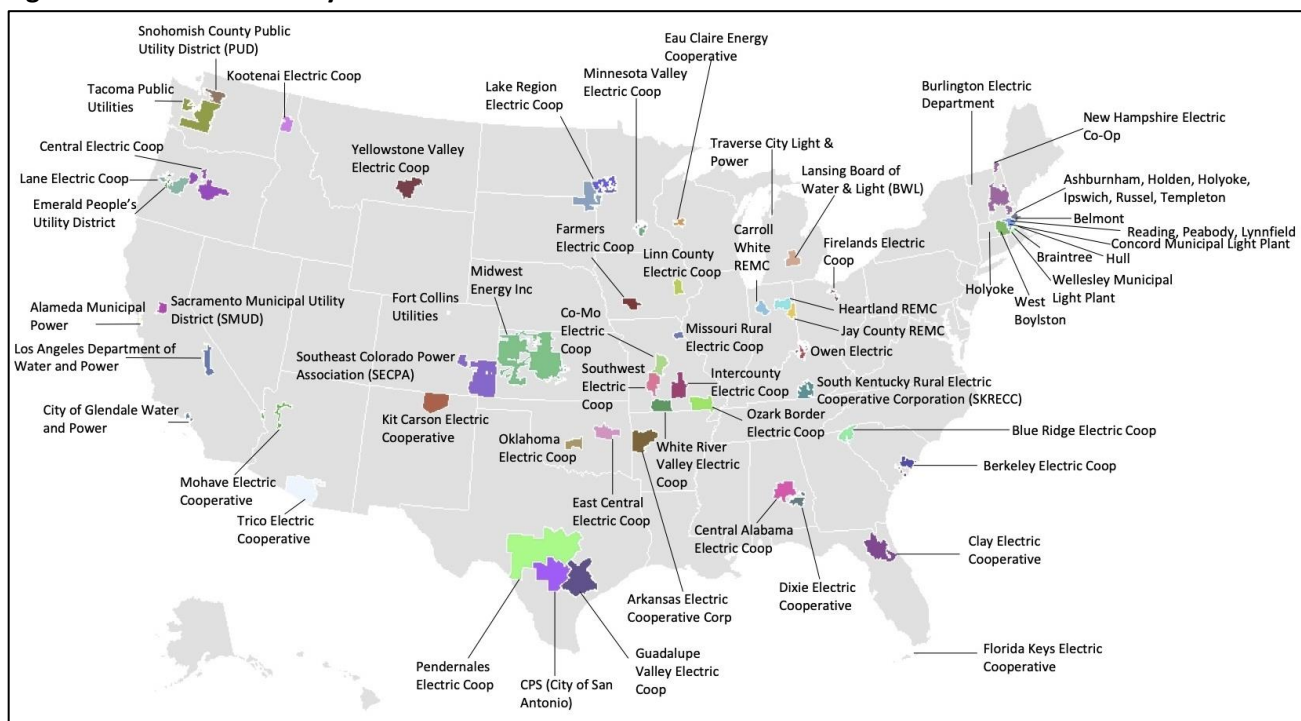 Snohomish County Public
Utility District (PUD)
Kootenai Electric Coop
Tacoma Public
Utilities
Central Electric Coop
Lane Electric Coop
Emerald People's
Utility District
Yellowstone Valley
Electric Coop
Lake Region
Electric Coop
Minnesota Valley
Electric Coop
Eau Claire Energy
Cooperative
Traverse City Light &
Power
Lansing Board of
Water & Light (BWL)
Burlington Electric
Department
New Hampshire Electric
Co-Op
Ashburnham, Holden, Holyoke,
Ipswich, Russel, Templeton
Belmont
Reading, Peabody, Lynnfield
Concord Municipal Light Plant
Hull
Braintree
Wellesley Municipal
Light Plant
West
Boylston
Holyoke
Farmers
Electric Coop
Linn County
Electric Coop
Carroll
White
REMC
Firelands Electric
Coop
Heartland REMC
Jay County REMC
Owen Electric
Midwest
Energy Inc
Fort Collins
Utilities
Co-Mo
Electric
Coop
Missouri Rural
Electric Coop
Alameda Municipal
Power
Sacramento Municipal Utility
District (SMUD)
Los Angeles Department of
Water and Power
Southeast Colorado Power
Association (SECPA)
Southwest
Electric
Coop
Intercounty
Electric Coop
South Kentucky Rural Electric
Cooperative Corporation (SKRECC)
City of Glendale Water
and Power
Kit Carson Electric
Cooperative
Oklahoma
Electric Coop
White River
Valley Electric
Coop
Ozark Border
Electric Coop
Blue Ridge Electric Coop
Berkeley Electric Coop
Mohave Electric
Cooperative
Trico Electric
Cooperative
East Central
Electric Coop
Central Alabama
Electric Coop
Clay Electric
Cooperative
Dixie Electric
Cooperative
Arkansas Electric
Cooperative Corp
Guadalupe
Valley Electric
Coop
Pendernales
Electric Coop
CPS (City of San
Antonio)
Florida Keys Electric
Cooperative